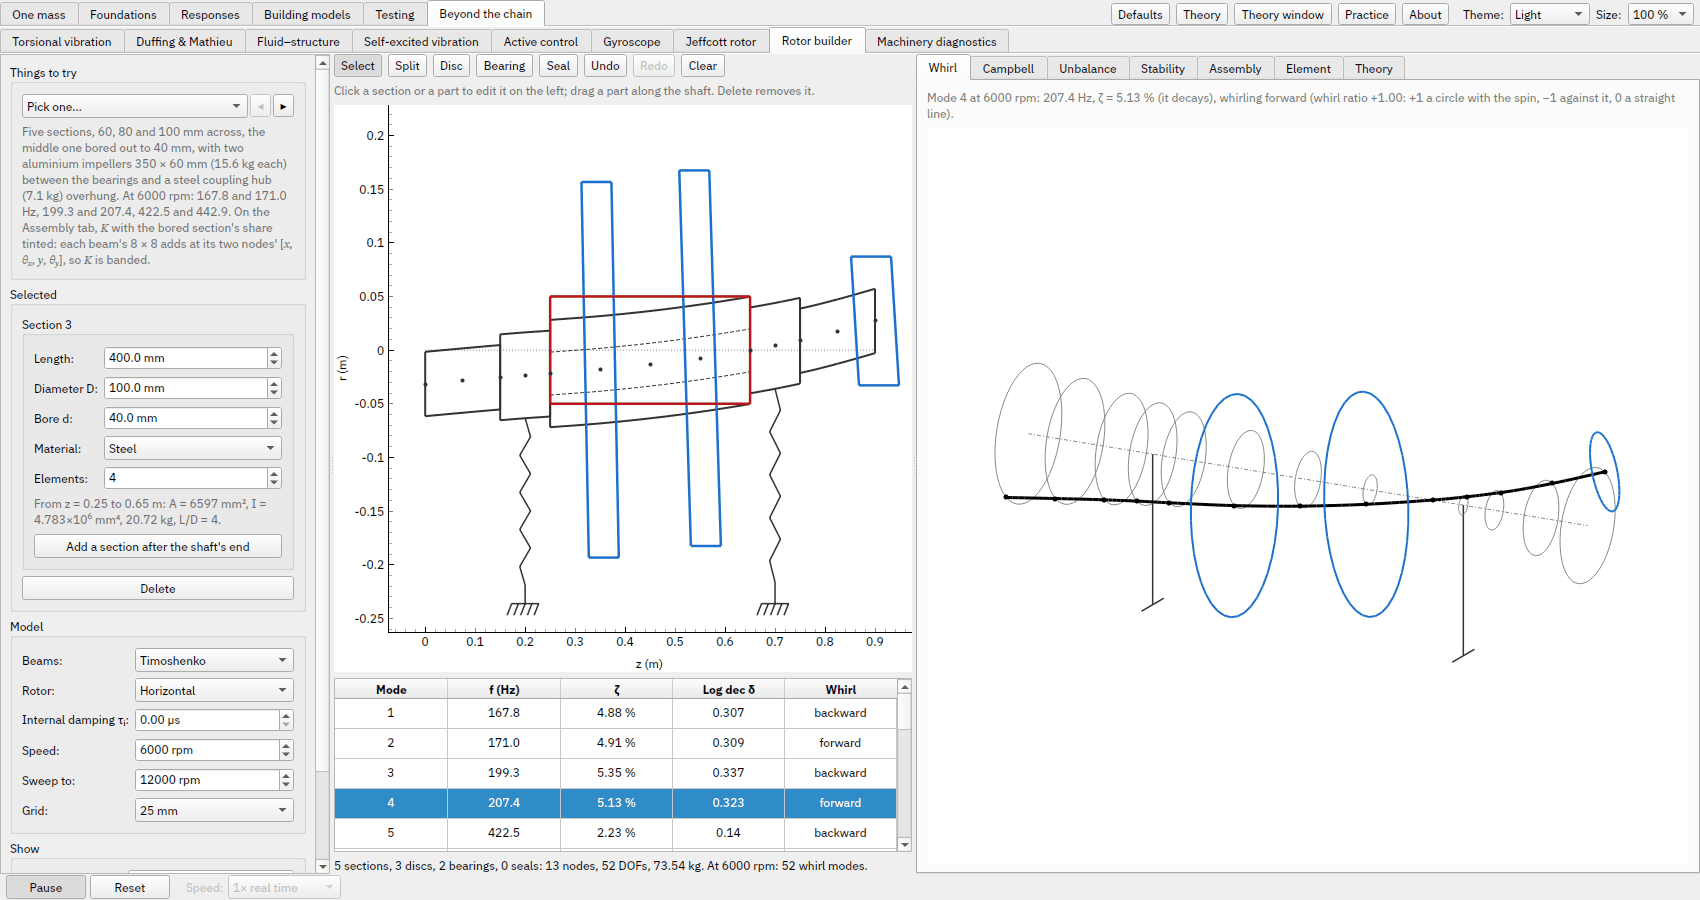 One mass
Foundations
Responses
Building models
Testing
Beyond the chain
Defaults
Theory
Theory window
Practice
About
Theme:
Light
Size:
100 %
Torsional vibration
Duffing & Mathieu
Fluid–structure
Self-excited vibration
Active control
Gyroscope
Jeffcott rotor
Rotor builder
Machinery diagnostics
Things to try
Pick one...
Five sections, 60, 80 and 100 mm across, the
middle one bored out to 40 mm, with two
aluminium impellers 350 × 60 mm (15.6 kg each)
between the bearings and a steel coupling hub
(7.1 kg) overhung. At 6000 rpm: 167.8 and 171.0
Hz, 199.3 and 207.4, 422.5 and 442.9. On the
Assembly tab, K with the bored section's share
tinted: each beam's 8 × 8 adds at its two nodes' [x,
θx, y, θy], so K is banded.
Selected
Section 3
Length:
400.0 mm
Diameter D:
100.0 mm
Bore d:
40.0 mm
Material:
Steel
Elements:
4
From z = 0.25 to 0.65 m: A = 6597 mm², I =
4.783×10⁶ mm⁴, 20.72 kg, L/D = 4.
Add a section after the shaft's end
Delete
Model
Beams:
Timoshenko
Rotor:
Horizontal
Internal damping τi:
0.00 µs
Speed:
6000 rpm
Sweep to:
12000 rpm
Grid:
25 mm
Show
Pause
Reset
Speed:
1× real time
Select
Split
Disc
Bearing
Seal
Undo
Redo
Clear
Click a section or a part to edit it on the left; drag a part along the shaft. Delete removes it.
0.2
0.15
0.1
0.05
0
-0.05
-0.1
-0.15
-0.2
-0.25
r (m)
0 0.1 0.2 0.3 0.4 0.5 0.6 0.7 0.8 0.9
z (m)
Mode f (Hz) ζ Log dec δ Whirl
1 167.8 4.88 % 0.307 backward
2 171.0 4.91 % 0.309 forward
3 199.3 5.35 % 0.337 backward
4 207.4 5.13 % 0.323 forward
5 422.5 2.23 % 0.14 backward
5 sections, 3 discs, 2 bearings, 0 seals: 13 nodes, 52 DOFs, 73.54 kg. At 6000 rpm: 52 whirl modes.
Whirl
Campbell
Unbalance
Stability
Assembly
Element
Theory
Mode 4 at 6000 rpm: 207.4 Hz, ζ = 5.13 % (it decays), whirling forward (whirl ratio +1.00: +1 a circle with the spin, −1 against it, 0 a straight
line).